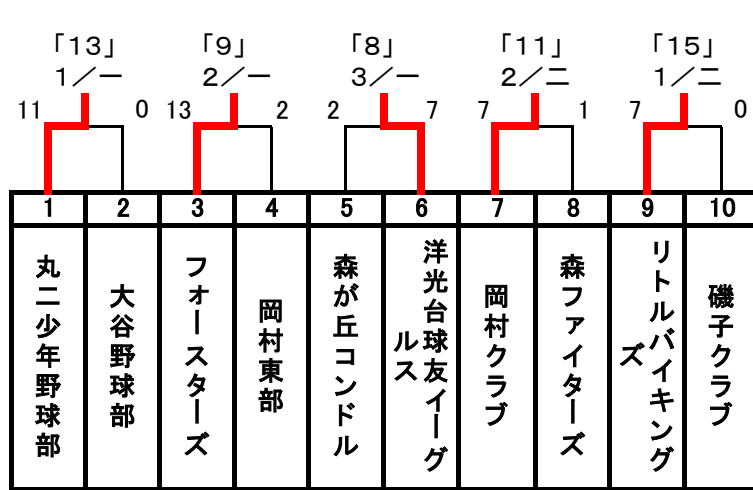 「13」 「9」 「8」 「11」 「15」
1／一 2／一 3／一 2／二 1／二
11 0 13 2 2 7 7 1 7 0
1 2 3 4 5 6 7 8 9 10
丸二少年野球部
大谷野球部
フォースターズ
岡村東部
森が丘コンドル
洋光台球友イーグ
ルス
岡村クラブ
森ファイターズ
リトルバイキング
ズ
磯子クラブ